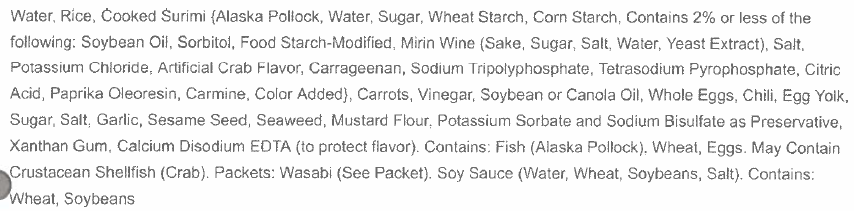 Water, Rice, Cooked Surimi {Alaska Pollock, Water, Sugar, Wheat Starch, Corn Starch, Contains 2% or less of the
following: Soybean Oil, Sorbitol, Food Starch-Modified, Mirin Wine (Sake, Sugar, Salt, Water, Yeast Extract), Salt,
Potassium Chloride, Artificial Crab Flavor, Carrageenan, Sodium Tripolyphosphate, Tetrasodium Pyrophosphate, Citric
Acid, Paprika Oleoresin, Carmine, Color Added}, Carrots, Vinegar, Soybean or Canola Oil, Whole Eggs, Chili, Egg Yolk,
Sugar, Salt, Garlic, Sesame Seed, Seaweed, Mustard Flour, Potassium Sorbate and Sodium Bisulfate as Preservative,
Xanthan Gum, Calcium Disodium EDTA (to protect flavor). Contains: Fish (Alaska Pollock), Wheat, Eggs. May Contain
Crustacean Shellfish (Crab). Packets: Wasabi (See Packet). Soy Sauce (Water, Wheat, Soybeans, Salt). Contains:
Wheat, Soybeans